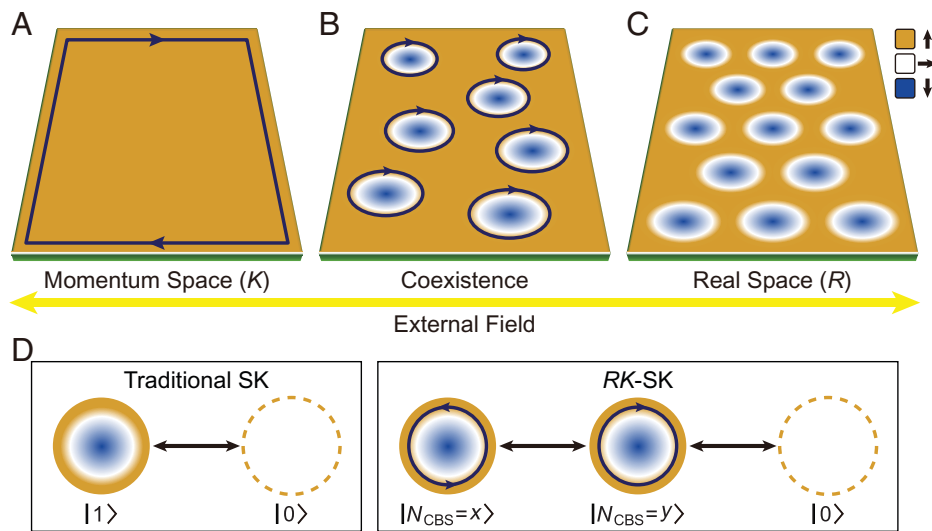 A
B
C
Momentum Space (K)
Coexistence
Real Space (R)
External Field
D
Traditional SK
RK-SK
|1⟩
|0⟩
|N_CBS=x⟩
|N_CBS=y⟩
|0⟩